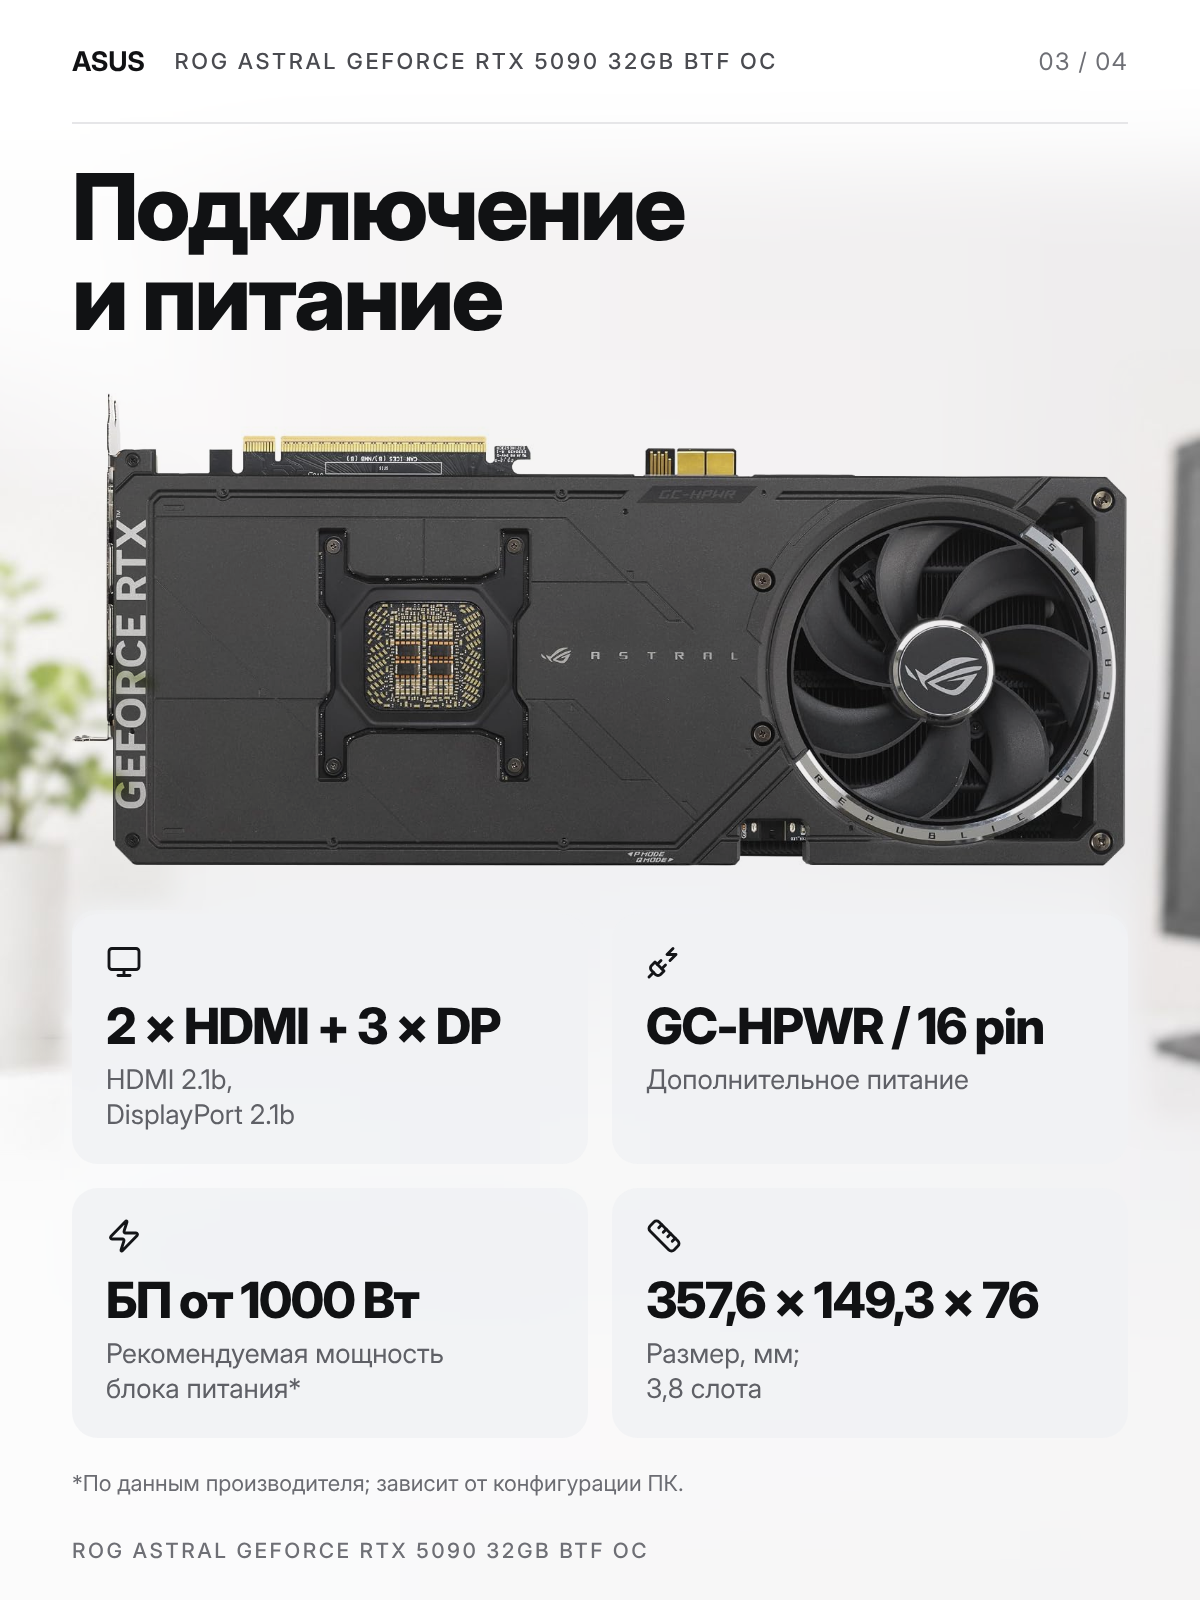 ASUS ROG ASTRAL GEFORCE RTX 5090 32GB BTF OC 03 / 04
Подключение
и питание
GC-HPWR
GEFORCE RTX™
ASTRAL
REPUBLIC OF GAMERS
P MODE
Q MODE
2 × HDMI + 3 × DP
HDMI 2.1b,
DisplayPort 2.1b
GC-HPWR / 16 pin
Дополнительное питание
БП от 1000 Вт
Рекомендуемая мощность
блока питания*
357,6 × 149,3 × 76
Размер, мм;
3,8 слота
*По данным производителя; зависит от конфигурации ПК.
ROG ASTRAL GEFORCE RTX 5090 32GB BTF OC